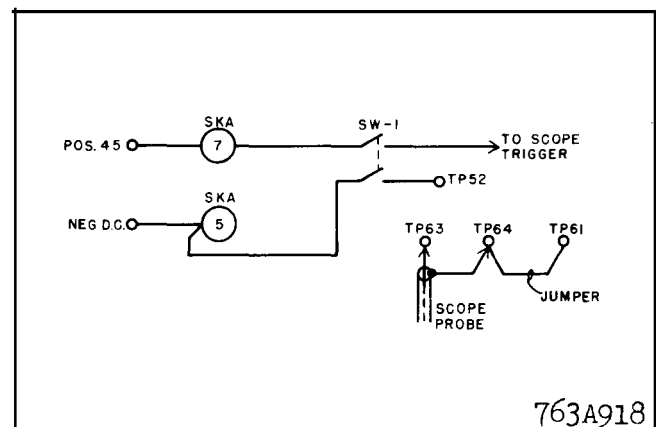 SKA
SW-1
POS. 45
7
TO SCOPE
TRIGGER
SKA
TP52
NEG D.C.
5
TP63
TP64
TP61
JUMPER
SCOPE
PROBE
763A918